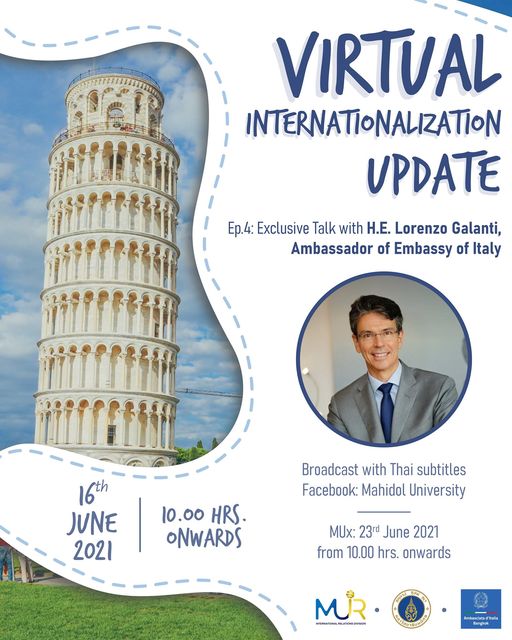 VIRTUAL
INTERNATIONALIZATION
UPDATE
Ep.4: Exclusive Talk with H.E. Lorenzo Galanti,
Ambassador of Embassy of Italy
Broadcast with Thai subtitles
Facebook: Mahidol University
MUx: 23rd June 2021
from 10.00 hrs. onwards
16th
JUNE
2021
10.00 HRS.
ONWARDS
MUIR
INTERNATIONAL RELATIONS DIVISION
Ambasciata d'Italia
Bangkok